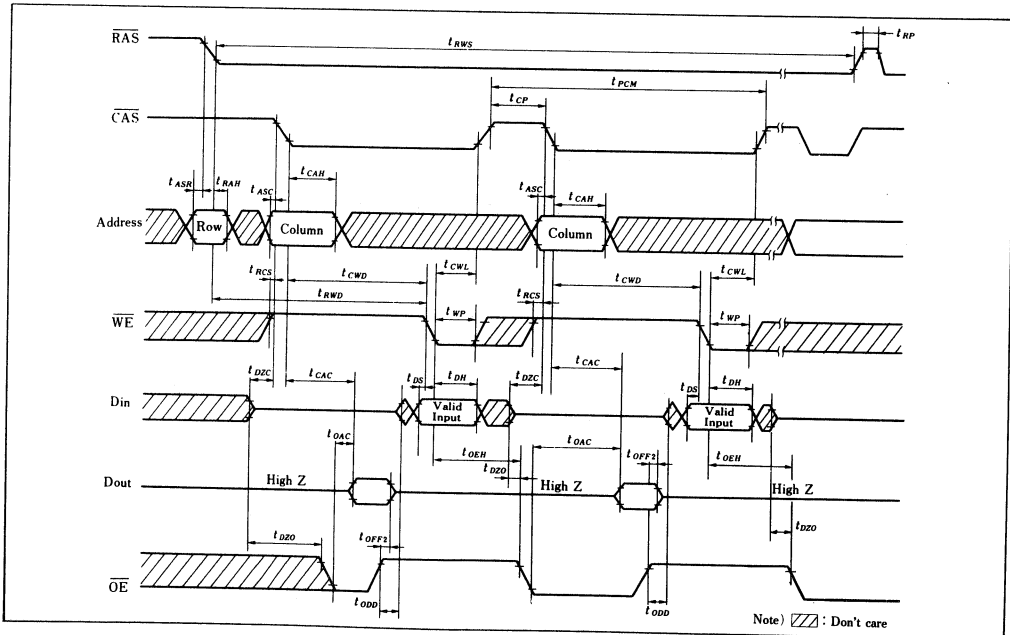 RAS
tRWS
tRP
tPCM
tCP
CAS
tASR
tRAH
tASC
tCAH
tASC
tCAH
Address
Row
Column
Column
tRCS
tCWD
tCWL
tRWD
tWP
tRCS
tCWD
tCWL
tWP
WE
tDZC
tCAC
tDS
tDH
tDZC
tCAC
tDS
tDH
Din
Valid
Input
Valid
Input
tOAC
tOEH
tDZO
tOAC
tOFF2
tOEH
Dout
High Z
High Z
High Z
tDZO
tOFF2
tDZO
OE
tODD
tODD
Note) : Don't care